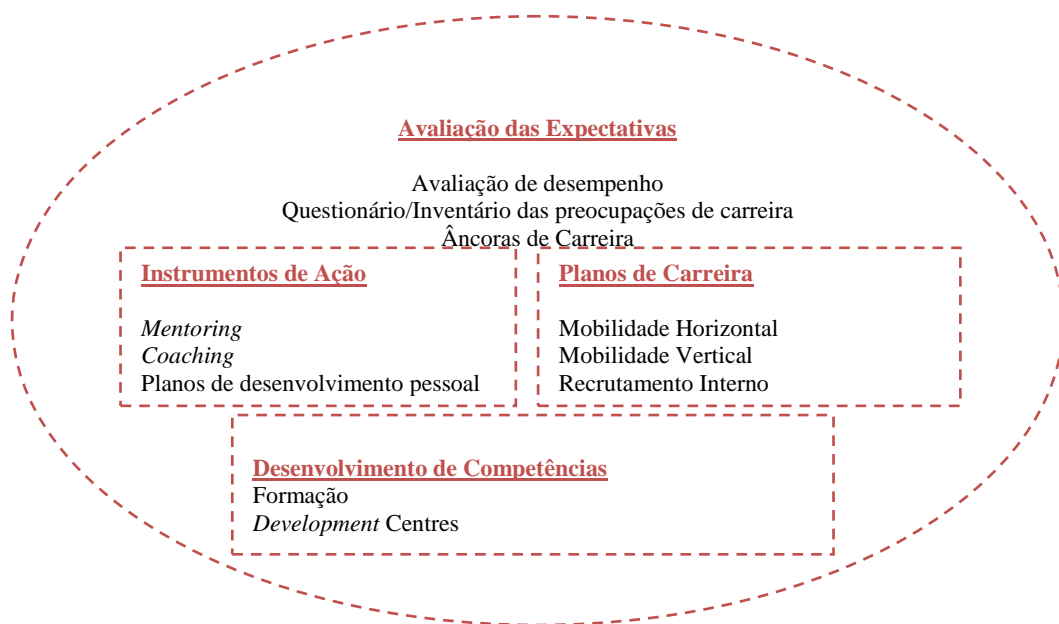 Avaliação das Expectativas
Avaliação de desempenho
Questionário/Inventário das preocupações de carreira
Âncoras de Carreira
Instrumentos de Ação
Mentoring
Coaching
Planos de desenvolvimento pessoal
Planos de Carreira
Mobilidade Horizontal
Mobilidade Vertical
Recrutamento Interno
Desenvolvimento de Competências
Formação
Development Centres